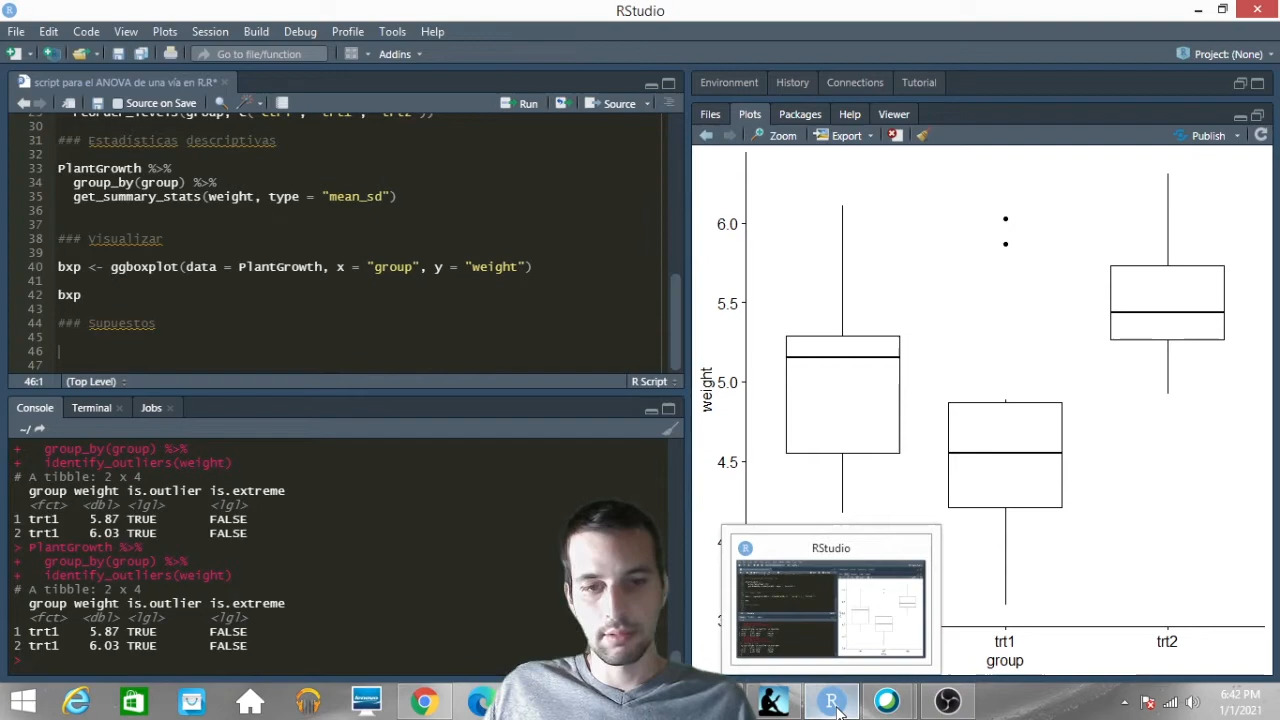 RStudio
File Edit Code View Plots Session Build Debug Profile Tools Help
Go to file/function Addins Project: (None)
script para el ANOVA de una vía en R.R*
Source on Save Run Source
30
31 ### Estadísticas descriptivas
32
33 PlantGrowth %>%
34 group_by(group) %>%
35 get_summary_stats(weight, type = "mean_sd")
36
37
38 ### Visualizar
39
40 bxp <- ggboxplot(data = PlantGrowth, x = "group", y = "weight")
41
42 bxp
43
44 ### Supuestos
45
46
47
46:1 (Top Level) R Script
Console Terminal Jobs
~/
+ group_by(group) %>%
+ identify_outliers(weight)
# A tibble: 2 x 4
group weight is.outlier is.extreme
<fct> <dbl> <lgl> <lgl>
1 trt1 5.87 TRUE FALSE
2 trt1 6.03 TRUE FALSE
> PlantGrowth %>%
+ group_by(group) %>%
+ identify_outliers(weight)
# A tibble: 2 x 4
group weight is.outlier is.extreme
<fct> <dbl> <lgl> <lgl>
1 trt1 5.87 TRUE FALSE
2 trt1 6.03 TRUE FALSE
>
Environment History Connections Tutorial
Files Plots Packages Help Viewer
Zoom Export Publish
6.0
5.5
5.0
4.5
weight
trt1 trt2
group
RStudio
lenovo
6:42 PM
1/1/2021